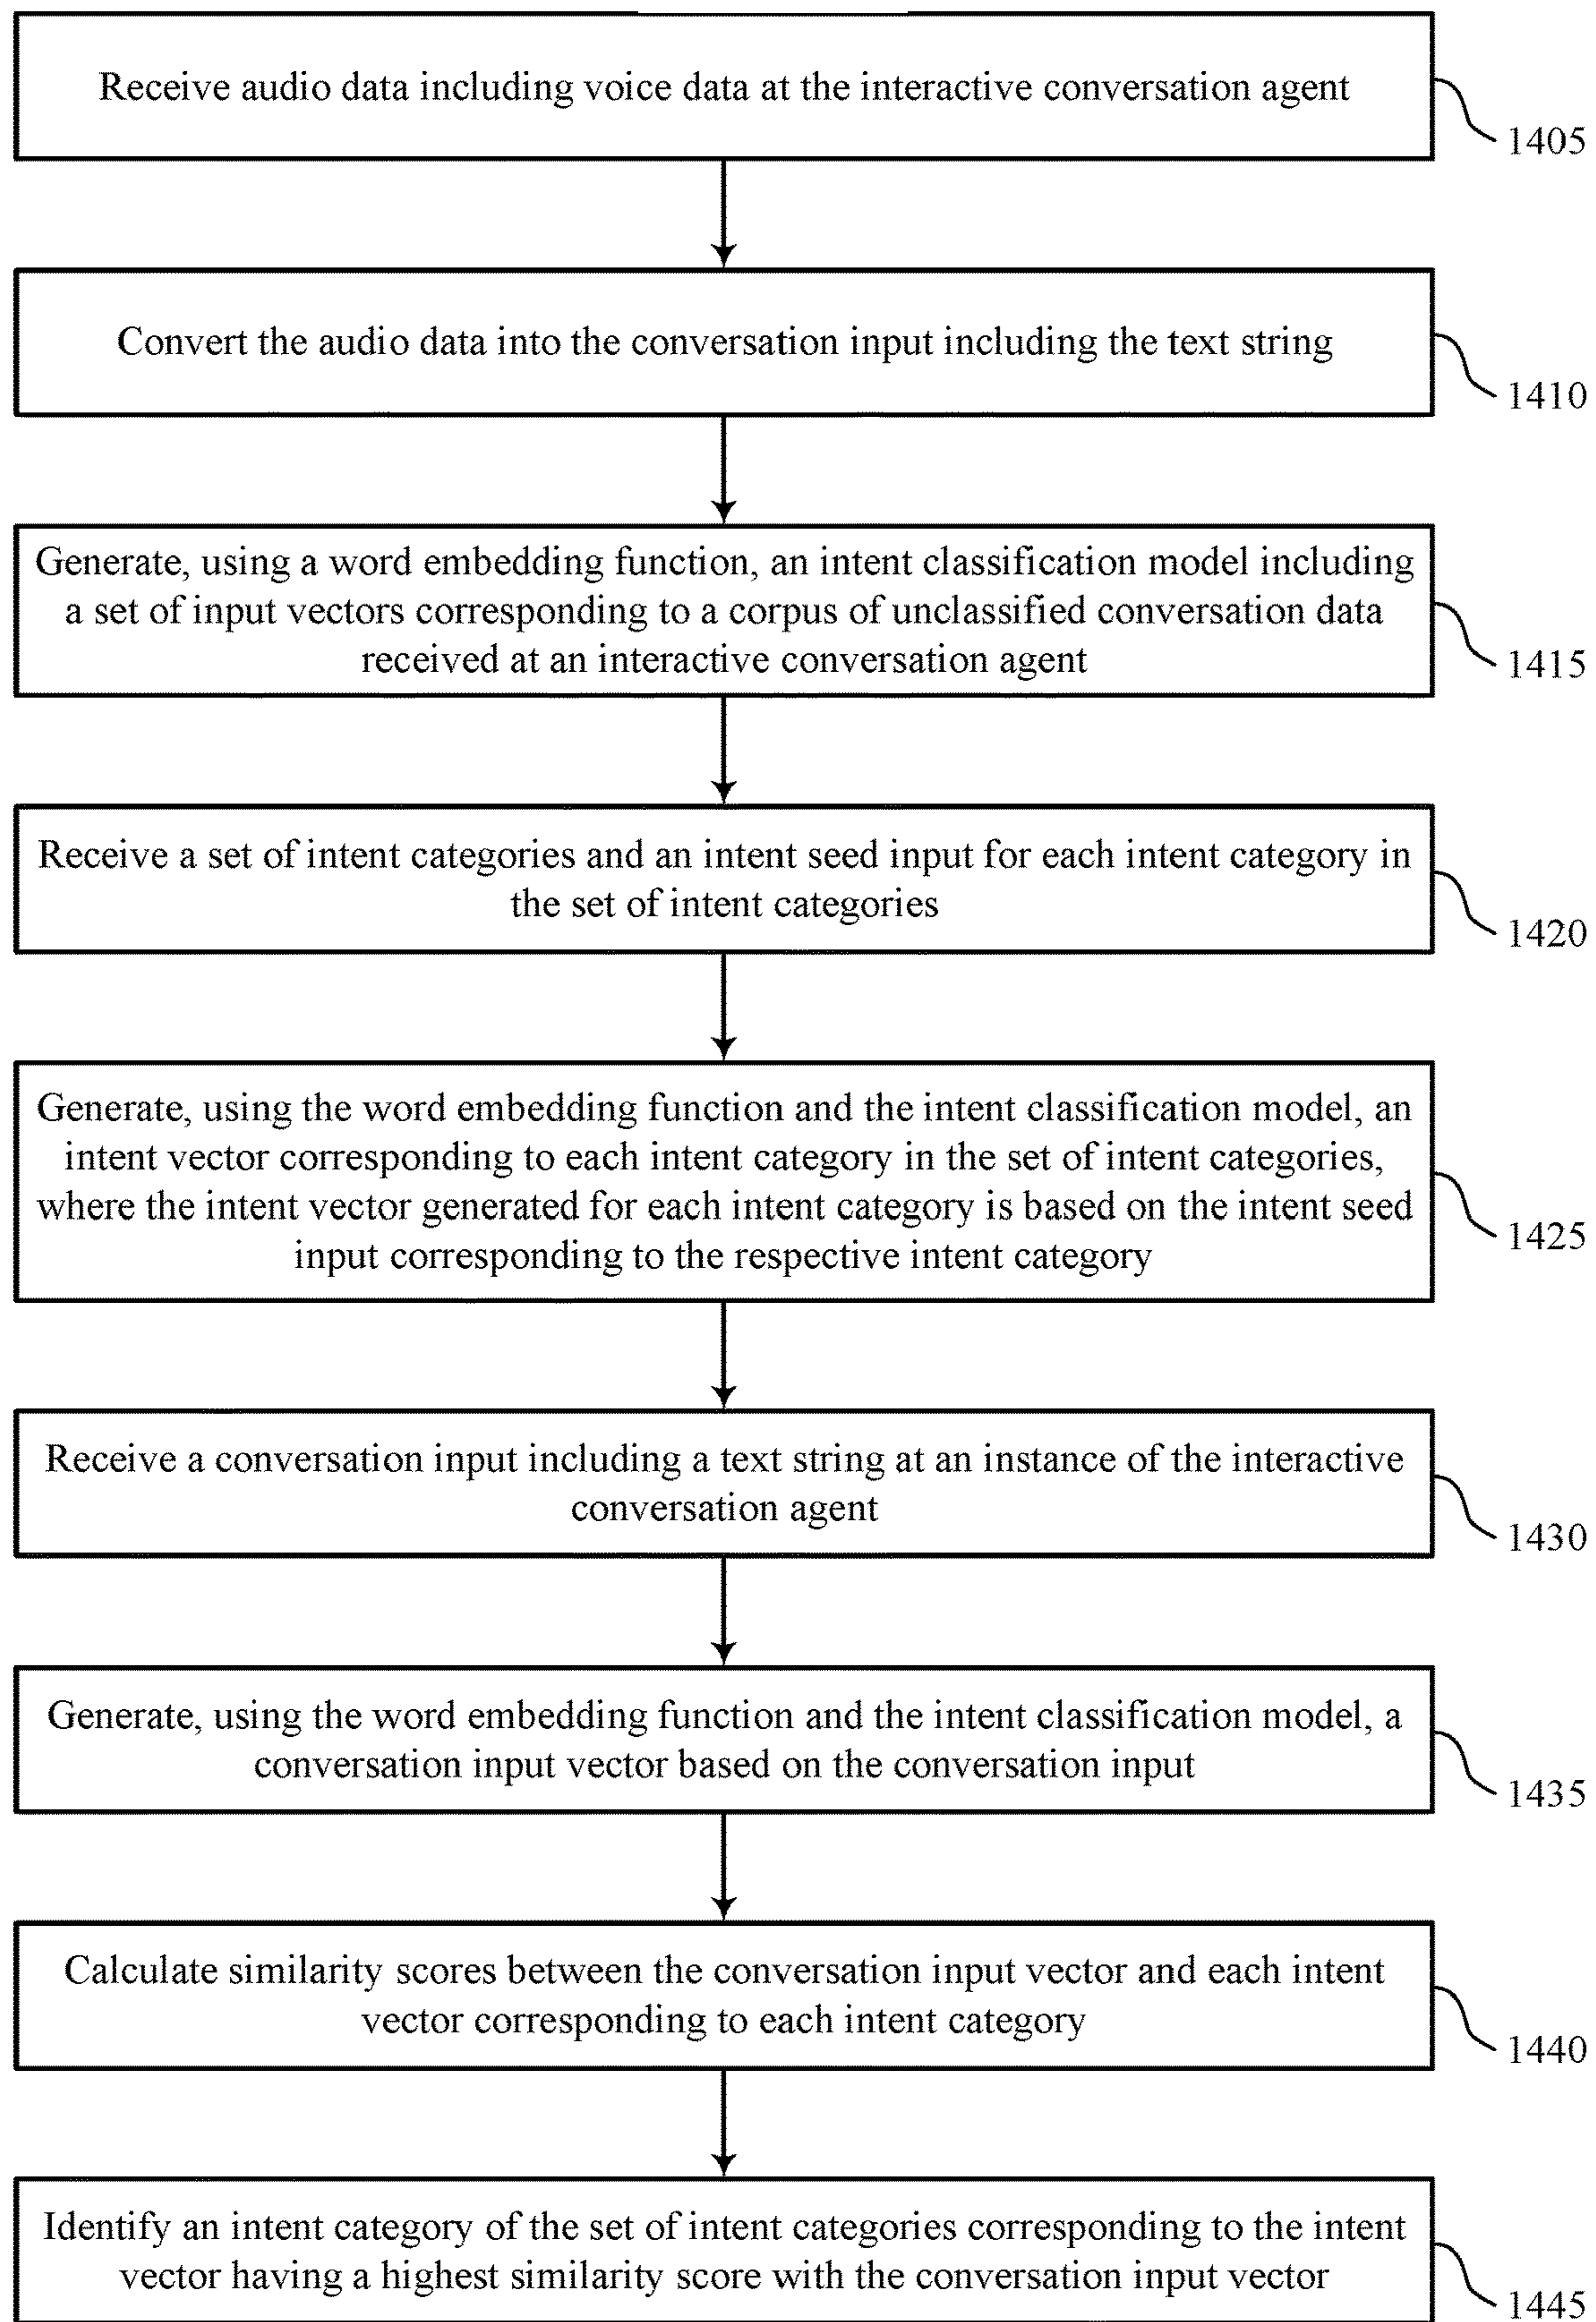 Receive audio data including voice data at the interactive conversation agent
1405
Convert the audio data into the conversation input including the text string
1410
Generate, using a word embedding function, an intent classification model including
a set of input vectors corresponding to a corpus of unclassified conversation data
received at an interactive conversation agent
1415
Receive a set of intent categories and an intent seed input for each intent category in
the set of intent categories
1420
Generate, using the word embedding function and the intent classification model, an
intent vector corresponding to each intent category in the set of intent categories,
where the intent vector generated for each intent category is based on the intent seed
input corresponding to the respective intent category
1425
Receive a conversation input including a text string at an instance of the interactive
conversation agent
1430
Generate, using the word embedding function and the intent classification model, a
conversation input vector based on the conversation input
1435
Calculate similarity scores between the conversation input vector and each intent
vector corresponding to each intent category
1440
Identify an intent category of the set of intent categories corresponding to the intent
vector having a highest similarity score with the conversation input vector
1445